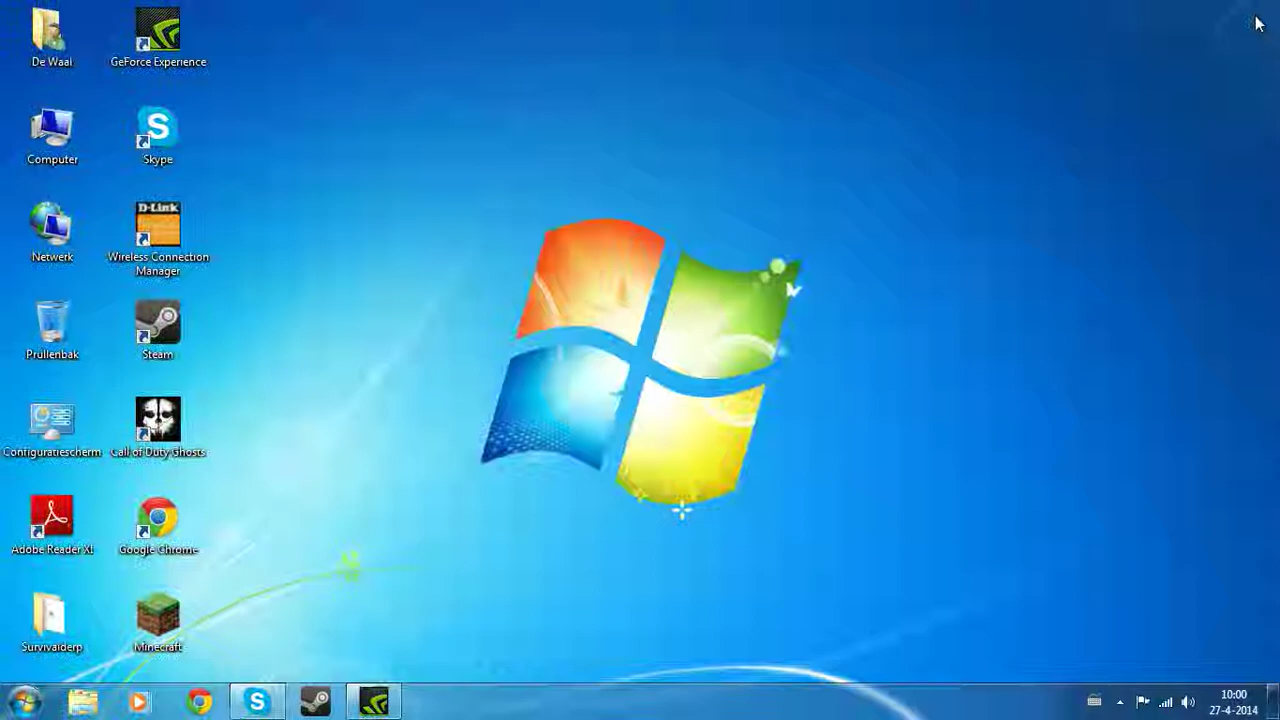 De Waal
GeForce Experience
Computer
Skype
Netwerk
D-Link
Wireless Connection
Manager
Prullenbak
Steam
Configuratiescherm
Call of Duty Ghosts
Adobe Reader XI
Google Chrome
Survivalderp
Minecraft
10:00
27-4-2014